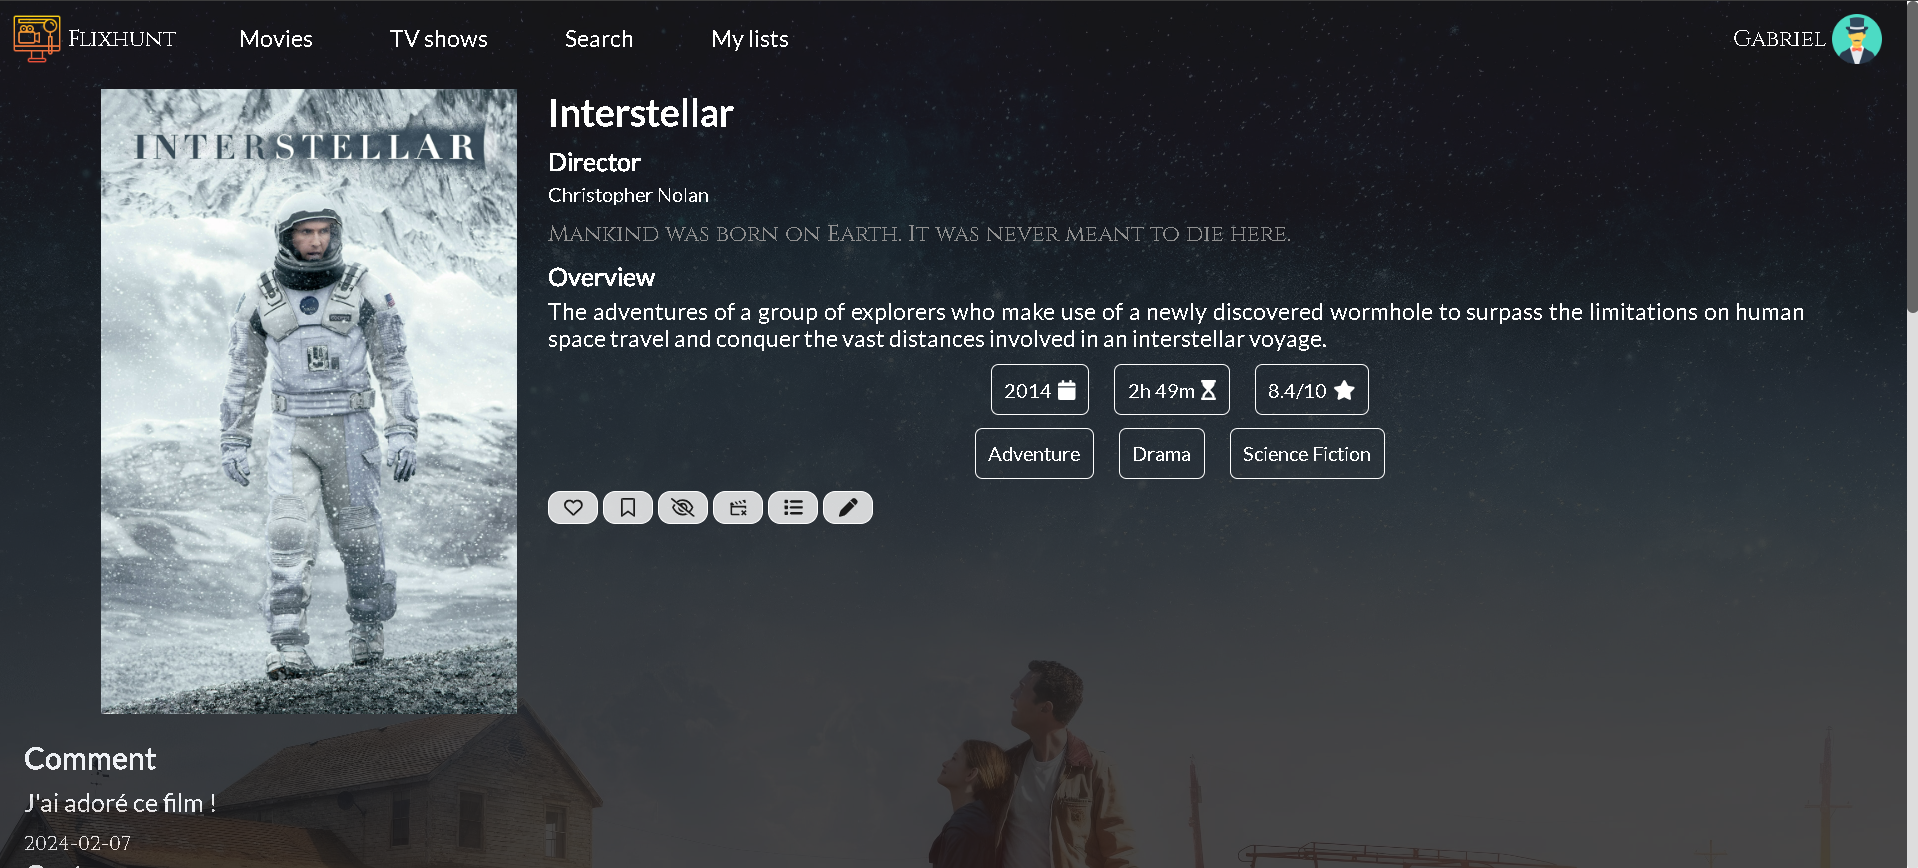 Flixhunt
Movies
TV shows
Search
My lists
Gabriel
INTERSTELLAR
Interstellar
Director
Christopher Nolan
Mankind was born on Earth. It was never meant to die here.
Overview
The adventures of a group of explorers who make use of a newly discovered wormhole to surpass the limitations on human
space travel and conquer the vast distances involved in an interstellar voyage.
2014
2h 49m
8.4/10
Adventure
Drama
Science Fiction
Comment
J'ai adoré ce film !
2024-02-07